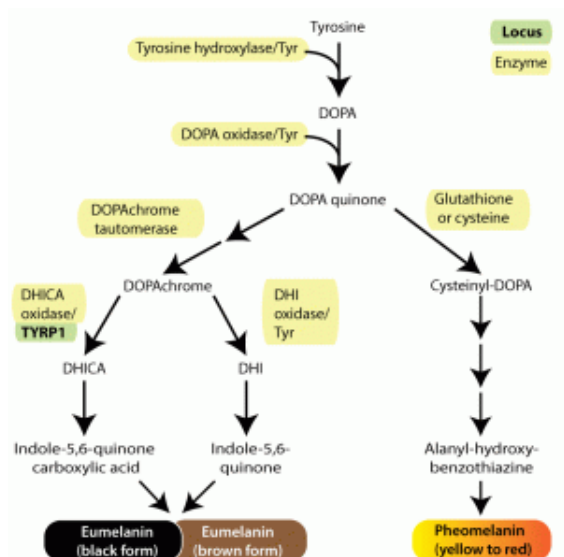 Tyrosine
Locus
Tyrosine hydroxylase/Tyr
Enzyme
DOPA
DOPA oxidase/Tyr
DOPA quinone
Glutathione
or cysteine
DOPAchrome
tautomerase
DOPAchrome
Cysteinyl-DOPA
DHICA
oxidase/
TYRP1
DHI
oxidase/
Tyr
DHICA
DHI
Indole-5,6-quinone
carboxylic acid
Indole-5,6-
quinone
Alanyl-hydroxy-
benzothiazine
Eumelanin
(black form)
Eumelanin
(brown form)
Pheomelanin
(yellow to red)